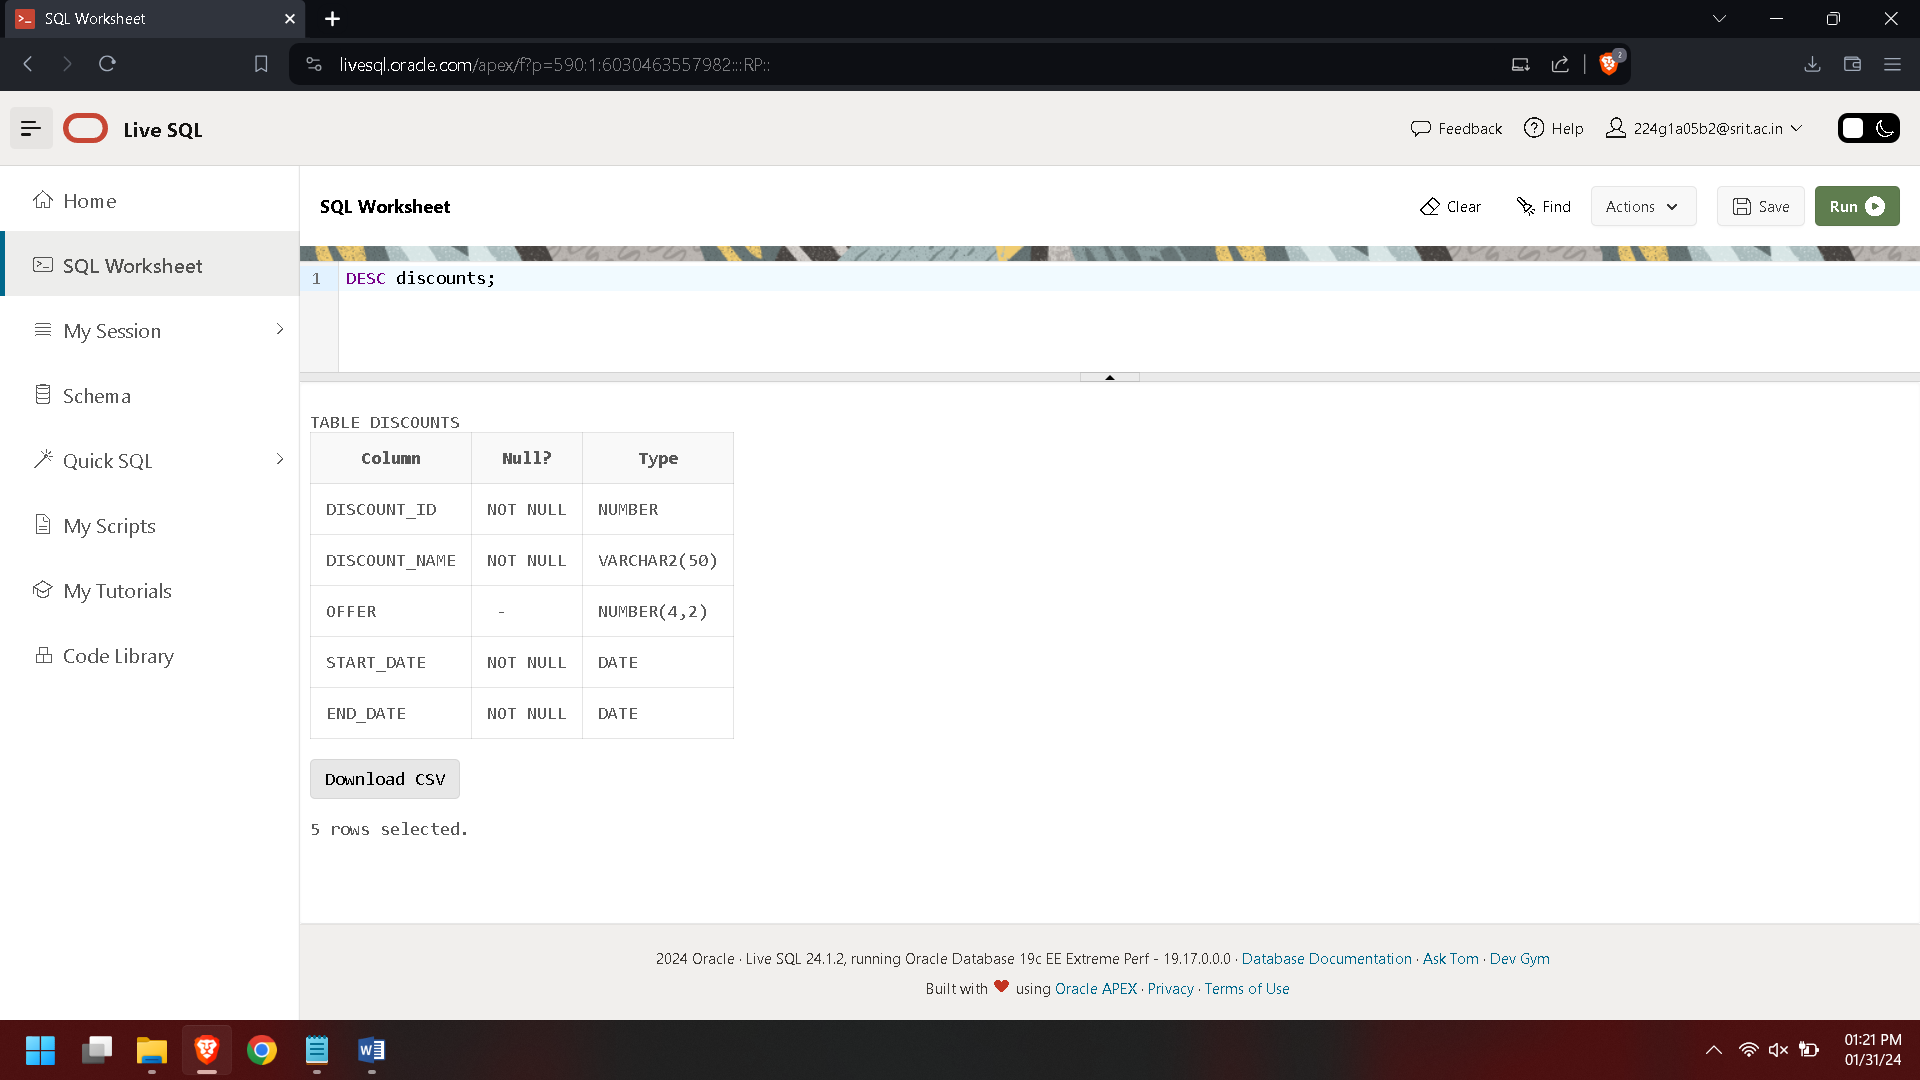 SQL Worksheet
livesql.oracle.com/apex/f?p=590:1:6030463557982:::RP::
2
Live SQL
Feedback
Help
224g1a05b2@srit.ac.in
Home
SQL Worksheet
My Session
Schema
Quick SQL
My Scripts
My Tutorials
Code Library
SQL Worksheet
Clear
Find
Actions
Save
Run
1 DESC discounts;
TABLE DISCOUNTS
Column Null? Type
DISCOUNT_ID NOT NULL NUMBER
DISCOUNT_NAME NOT NULL VARCHAR2(50)
OFFER - NUMBER(4,2)
START_DATE NOT NULL DATE
END_DATE NOT NULL DATE
Download CSV
5 rows selected.
2024 Oracle · Live SQL 24.1.2, running Oracle Database 19c EE Extreme Perf - 19.17.0.0.0 · Database Documentation · Ask Tom · Dev Gym
Built with ♥ using Oracle APEX · Privacy · Terms of Use
01:21 PM
01/31/24